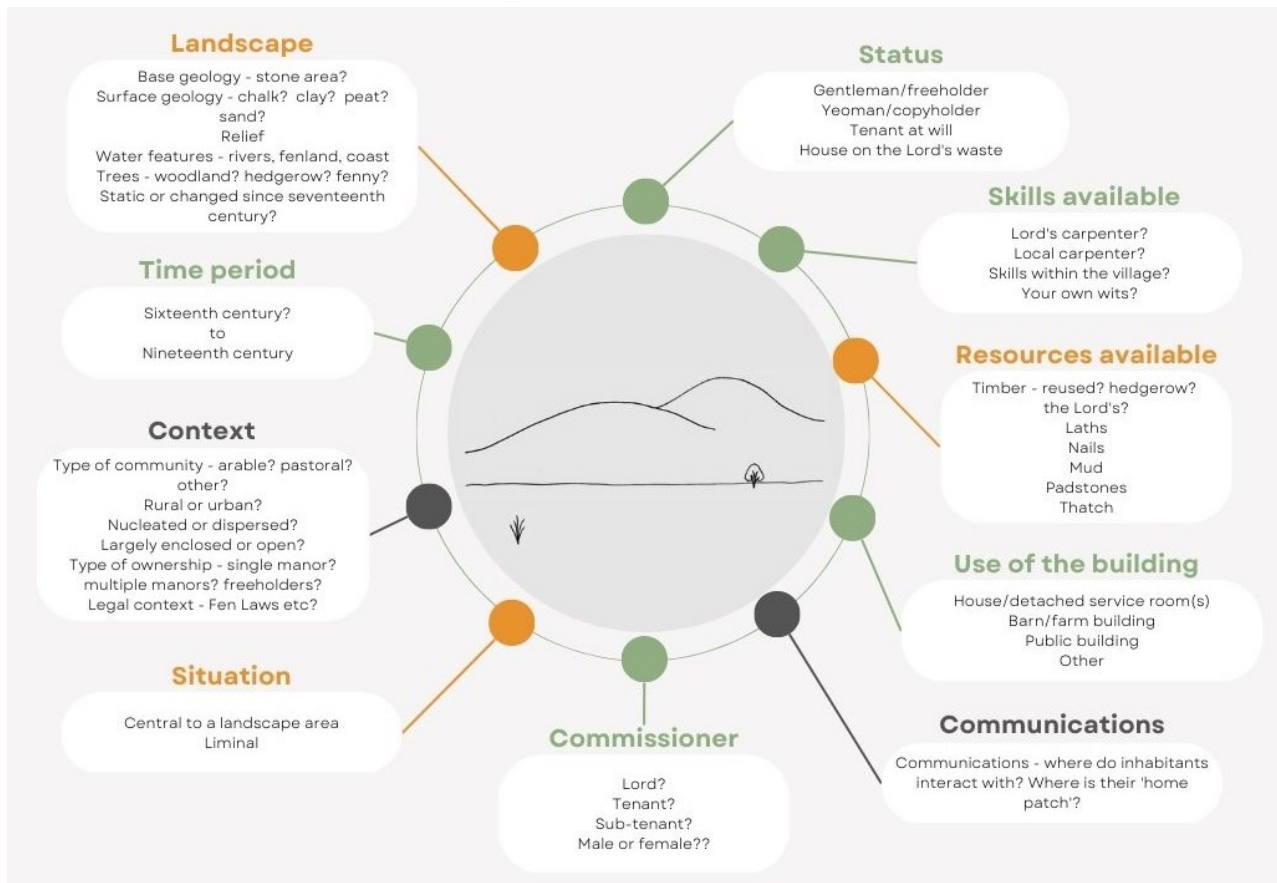 Landscape
Base geology - stone area?
Surface geology - chalk? clay? peat?
sand?
Relief
Water features - rivers, fenland, coast
Trees - woodland? hedgerow? fenny?
Static or changed since seventeenth
century?
Time period
Sixteenth century?
to
Nineteenth century
Context
Type of community - arable? pastoral?
other?
Rural or urban?
Nucleated or dispersed?
Largely enclosed or open?
Type of ownership - single manor?
multiple manors? freeholders?
Legal context - Fen Laws etc?
Situation
Central to a landscape area
Liminal
Commissioner
Lord?
Tenant?
Sub-tenant?
Male or female??
Status
Gentleman/freeholder
Yeoman/copyholder
Tenant at will
House on the Lord's waste
Skills available
Lord's carpenter?
Local carpenter?
Skills within the village?
Your own wits?
Resources available
Timber - reused? hedgerow?
the Lord's?
Laths
Nails
Mud
Padstones
Thatch
Use of the building
House/detached service room(s)
Barn/farm building
Public building
Other
Communications
Communications - where do inhabitants
interact with? Where is their 'home
patch'?